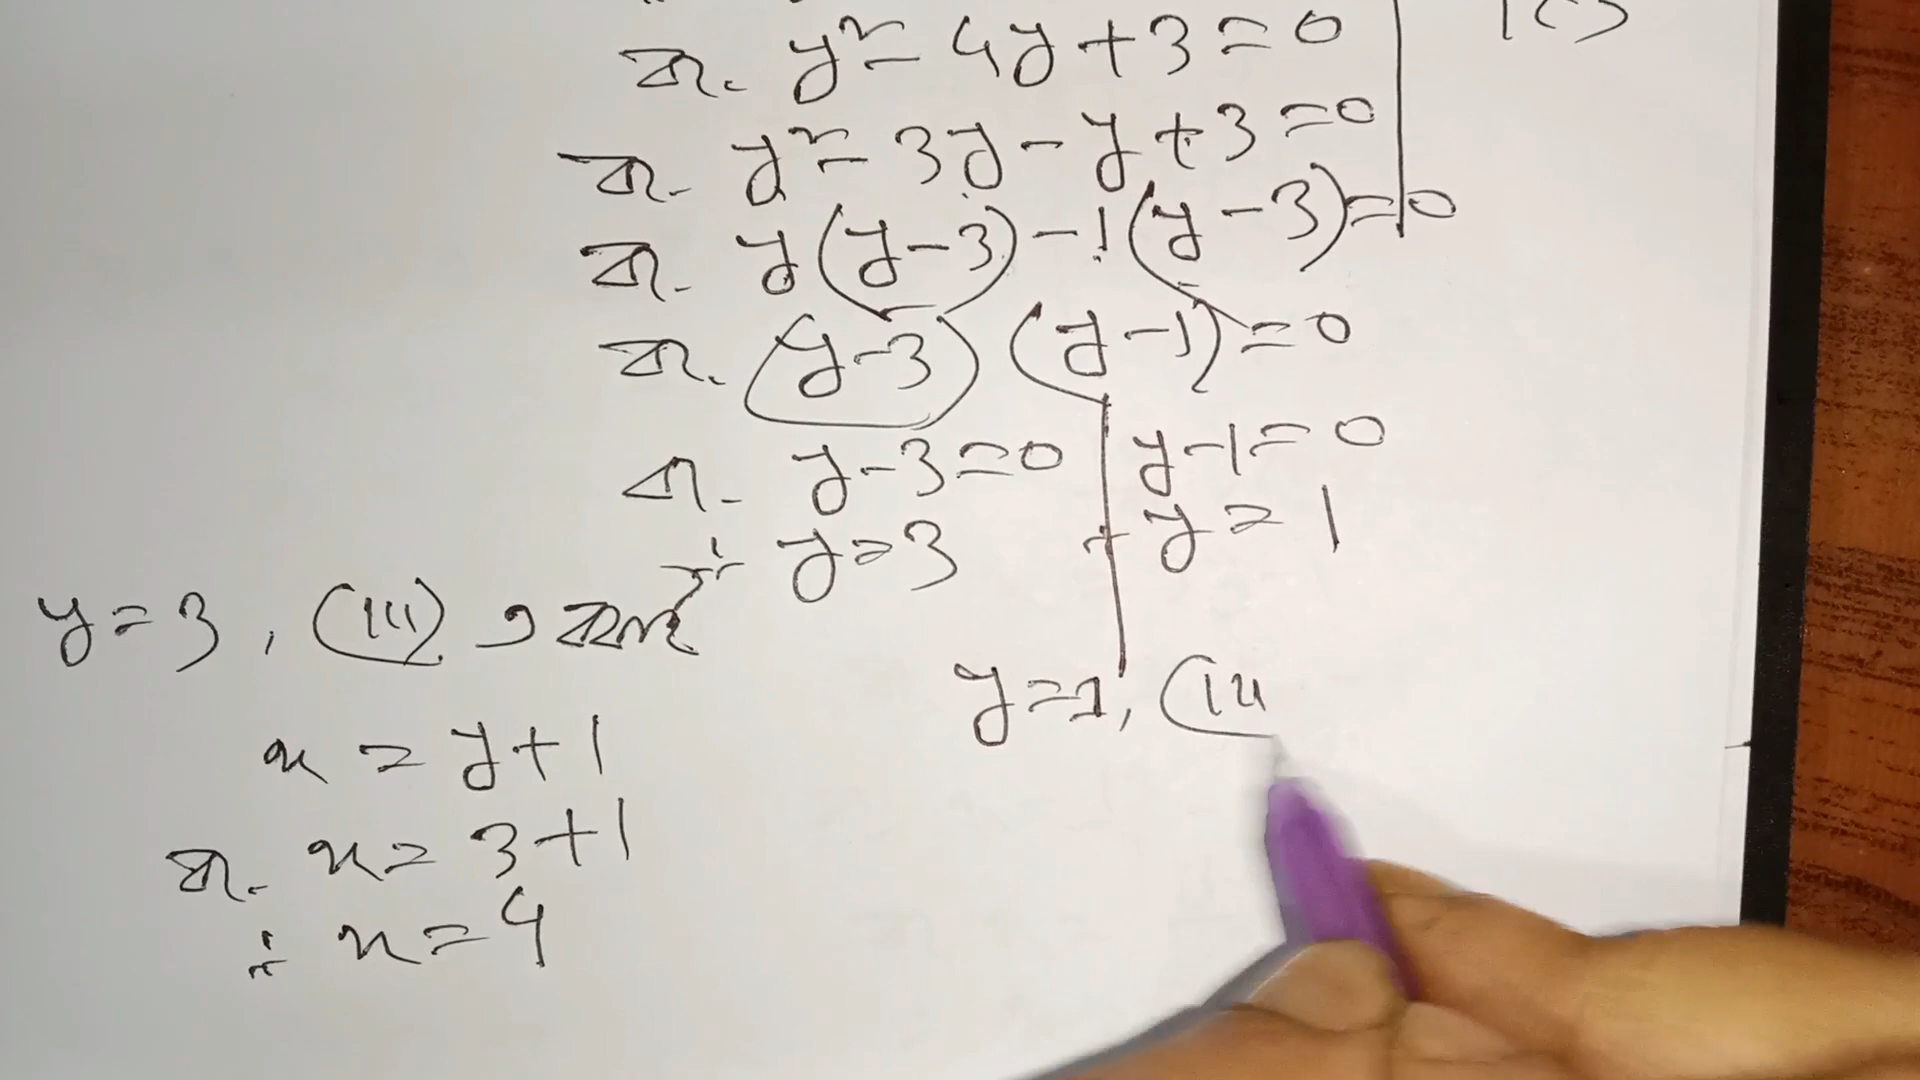 বা, y² - 4y + 3 = 0
বা, y² - 3y - y + 3 = 0
বা, y(y-3) - 1(y-3) = 0
বা, (y-3) (y-1) = 0
বা, y-3=0 | y-1=0
∴ y=3 ∴ y=1
y=3, (iii) এ
x = y+1
বা, x = 3+1
∴ x = 4
y=1, (iii